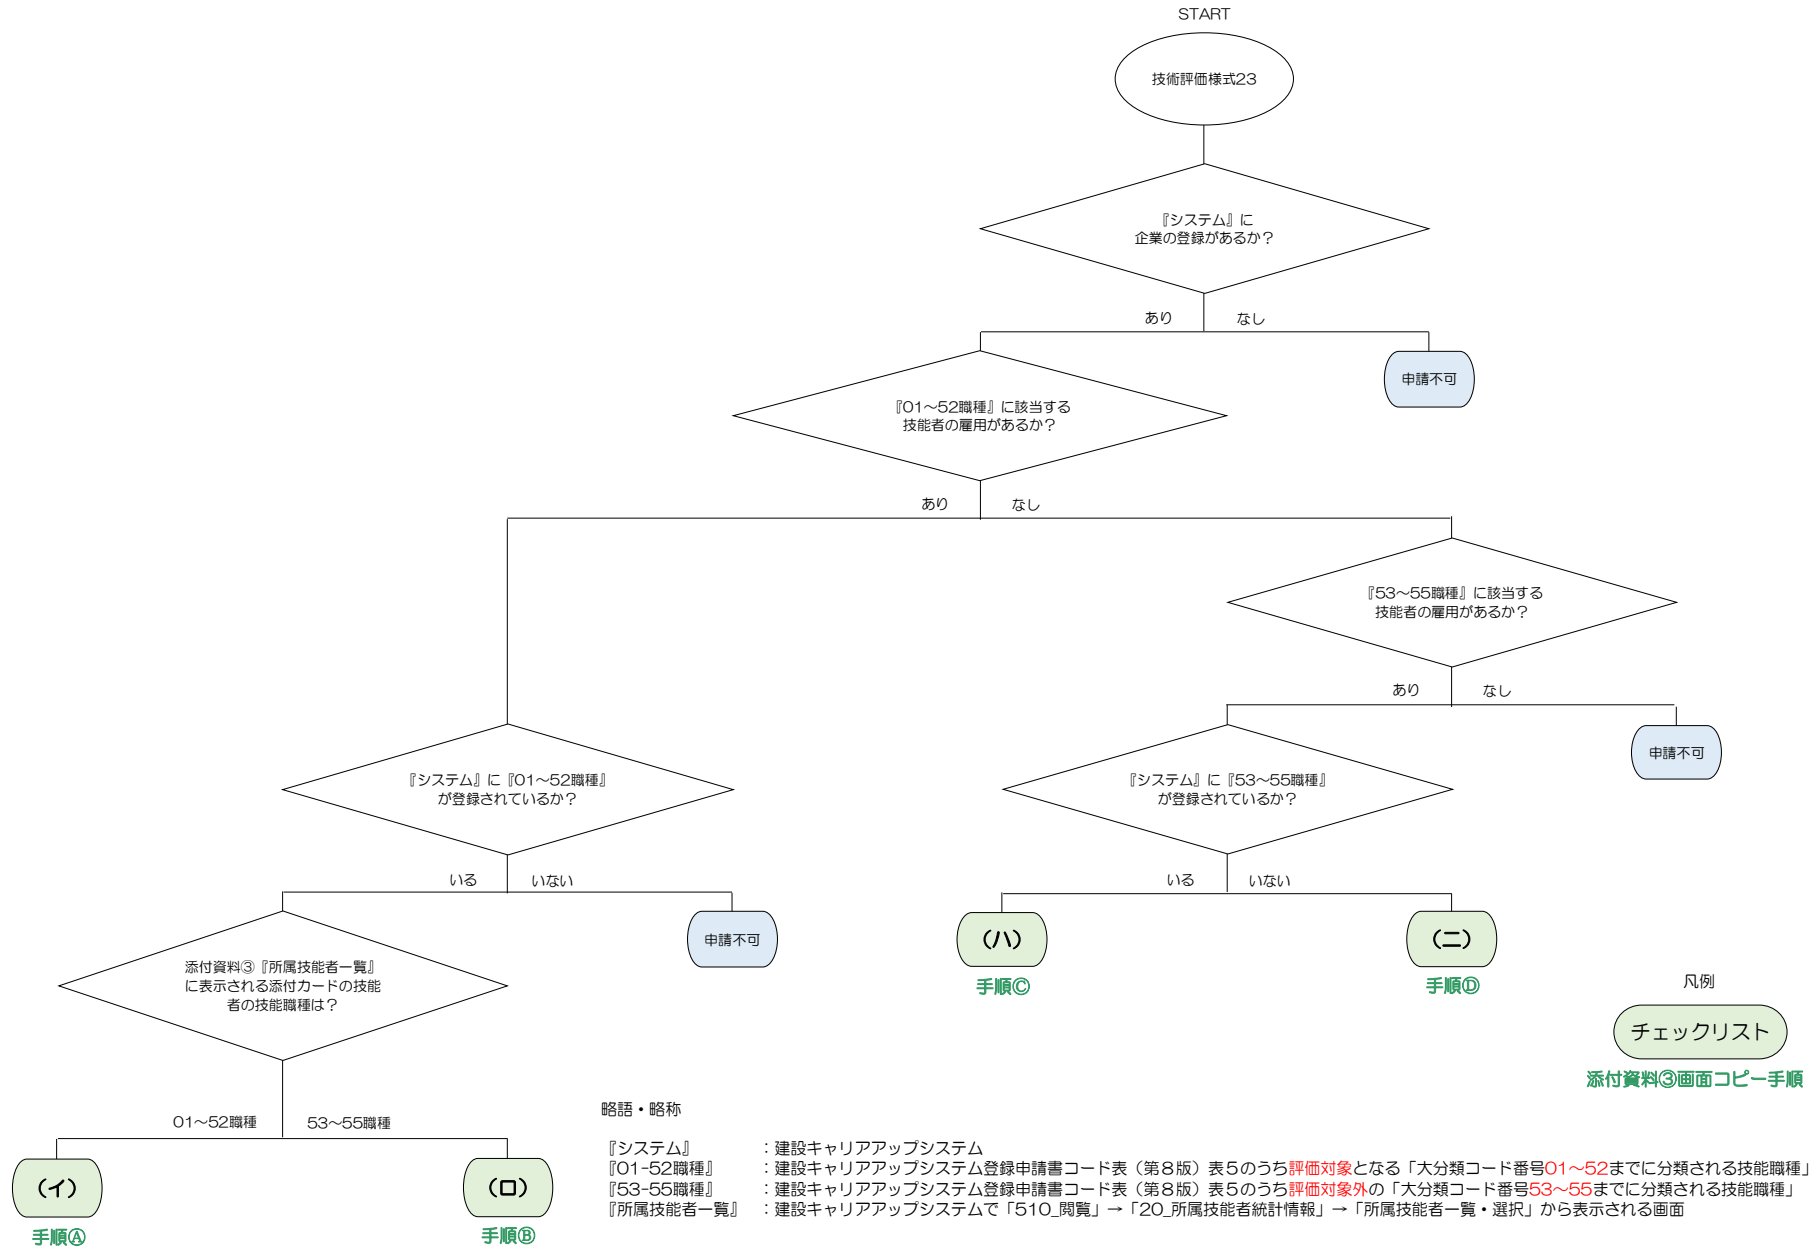 START
技術評価様式23
『システム』に
企業の登録があるか？
あり
なし
申請不可
『01～52職種』に該当する
技能者の雇用があるか？
あり
なし
『53～55職種』に該当する
技能者の雇用があるか？
あり
なし
申請不可
『システム』に『01～52職種』
が登録されているか？
『システム』に『53～55職種』
が登録されているか？
いる
いない
いる
いない
申請不可
（ハ）
手順Ⓒ
（ニ）
手順Ⓓ
添付資料③『所属技能者一覧』
に表示される添付カードの技能
者の技能職種は？
凡例
チェックリスト
添付資料③画面コピー手順
01～52職種
53～55職種
（イ）
手順Ⓐ
（ロ）
手順Ⓑ
略語・略称
『システム』 ：建設キャリアアップシステム
『01-52職種』 ：建設キャリアアップシステム登録申請書コード表（第８版）表５のうち評価対象となる「大分類コード番号01～52までに分類される技能職種」
『53-55職種』 ：建設キャリアアップシステム登録申請書コード表（第８版）表５のうち評価対象外の「大分類コード番号53～55までに分類される技能職種」
『所属技能者一覧』 ：建設キャリアアップシステムで「510_閲覧」→「20_所属技能者統計情報」→「所属技能者一覧・選択」から表示される画面